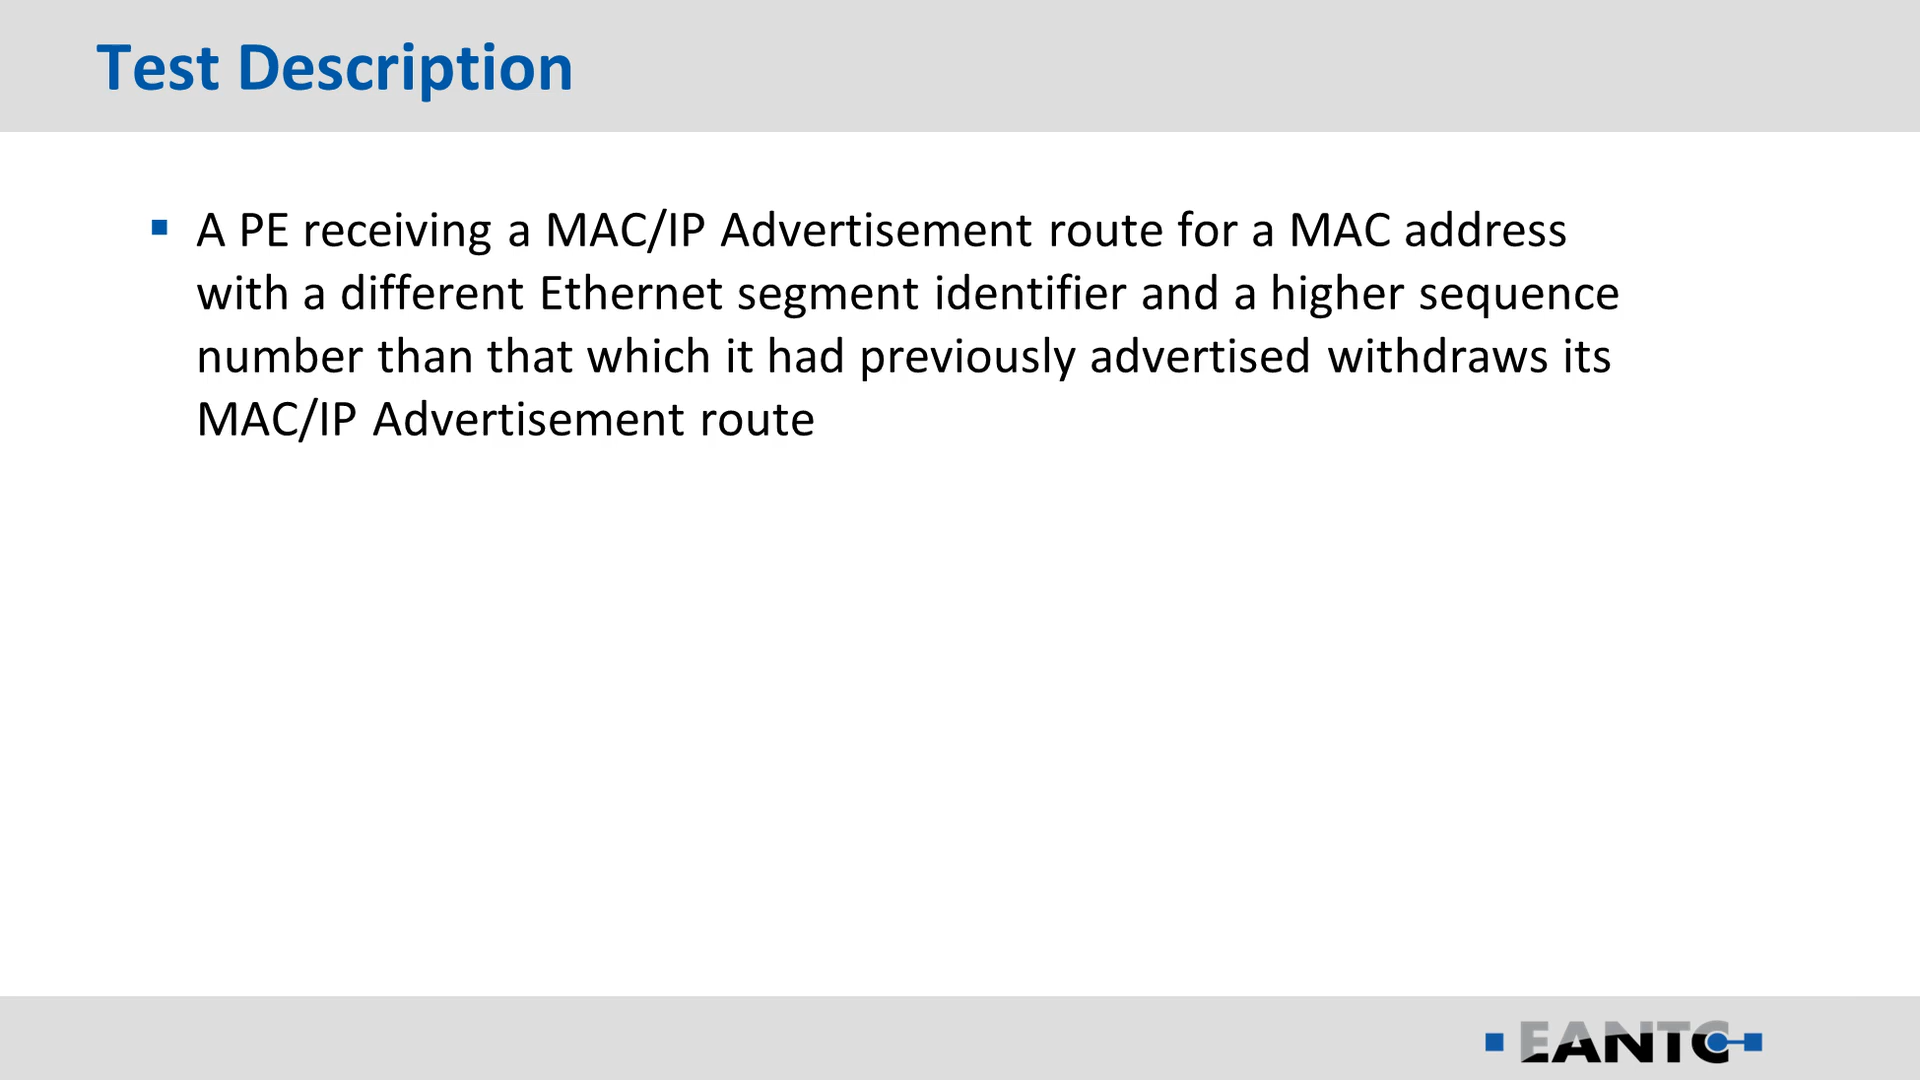 Test Description
A PE receiving a MAC/IP Advertisement route for a MAC address
with a different Ethernet segment identifier and a higher sequence
number than that which it had previously advertised withdraws its
MAC/IP Advertisement route
EANTC